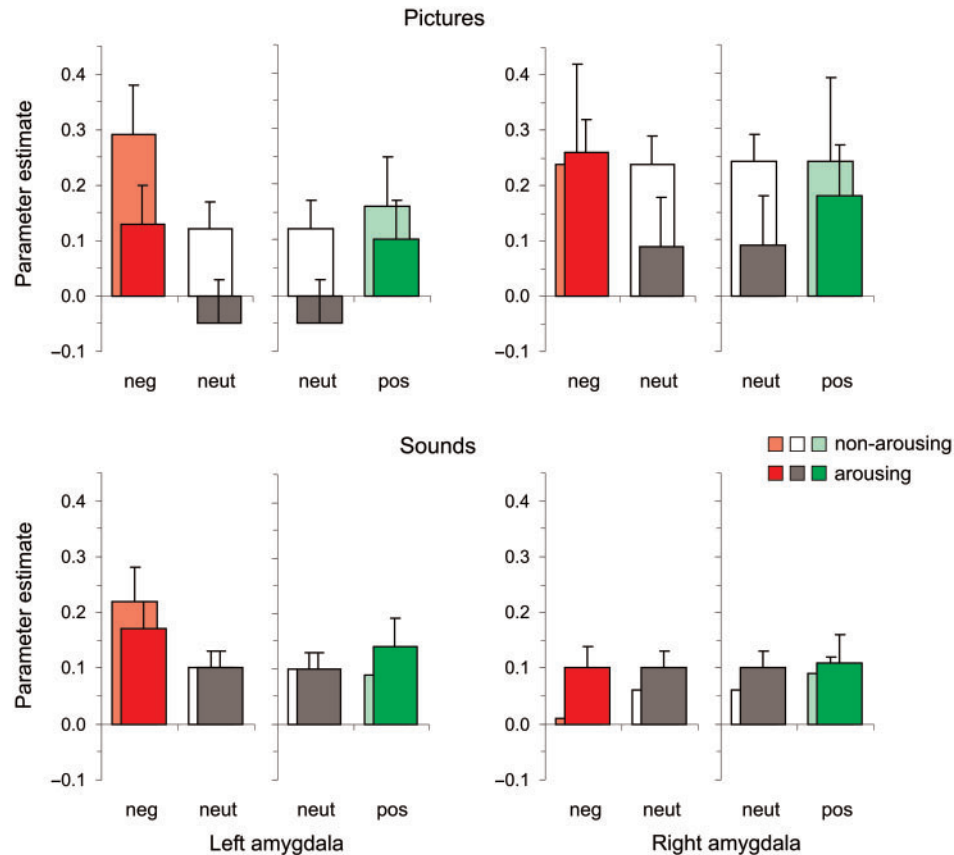 Pictures
Parameter estimate
0.4
0.3
0.2
0.1
0.0
–0.1
neg neut neut pos
0.4
0.3
0.2
0.1
0.0
–0.1
neg neut neut pos
Sounds
non-arousing
arousing
Parameter estimate
0.4
0.3
0.2
0.1
0.0
–0.1
neg neut neut pos
Left amygdala
0.4
0.3
0.2
0.1
0.0
–0.1
neg neut neut pos
Right amygdala